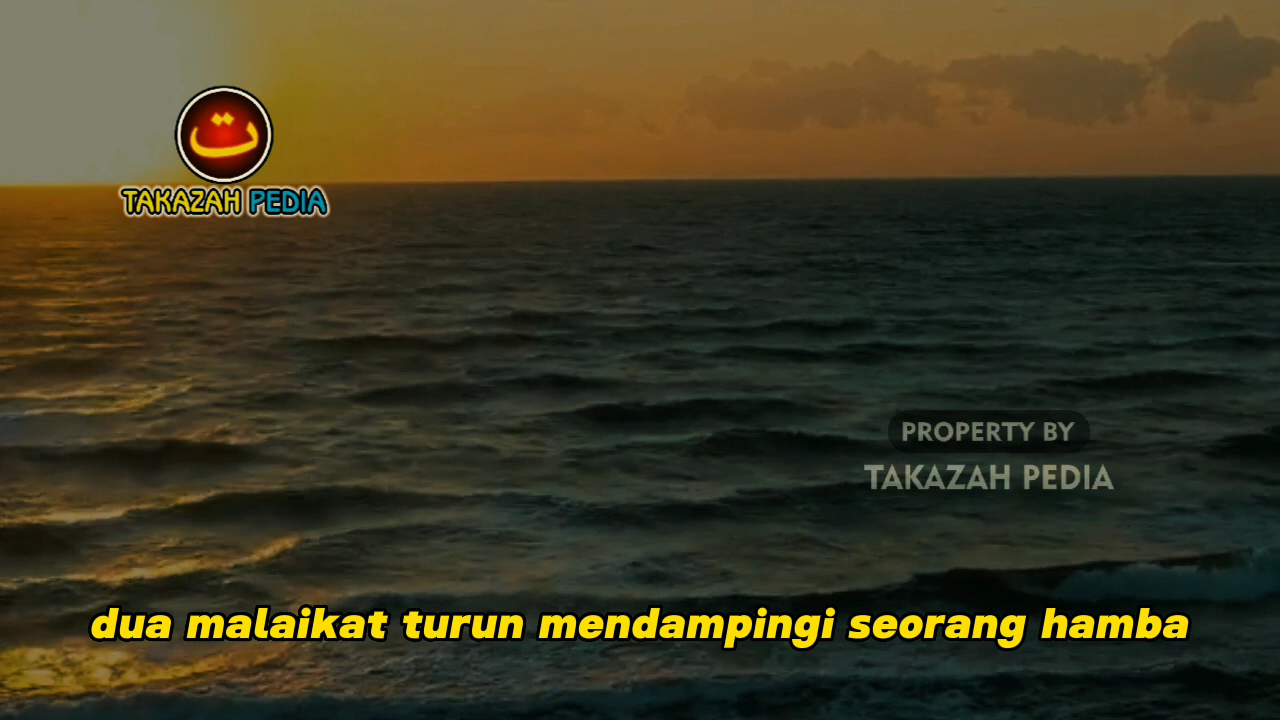 ت
TAKAZAH PEDIA
PROPERTY BY
TAKAZAH PEDIA
dua malaikat turun mendampingi seorang hamba